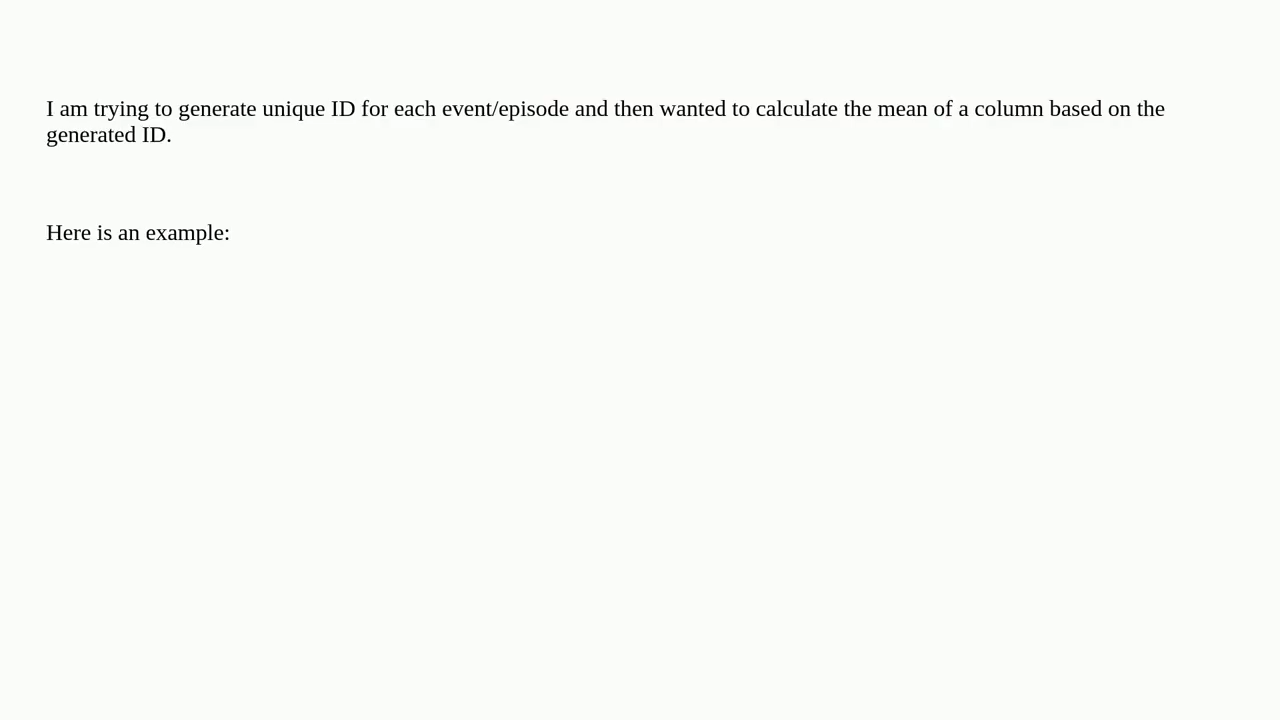 I am trying to generate unique ID for each event/episode and then wanted to calculate the mean of a column based on the
generated ID.
Here is an example: